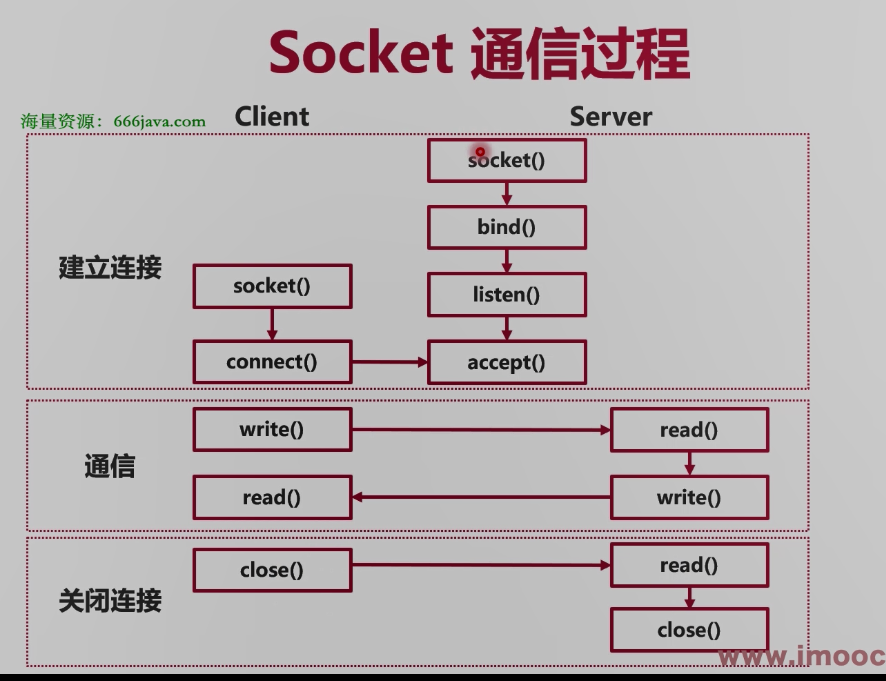 Socket 通信过程
海量资源：666java.com
Client
Server
socket()
bind()
建立连接
socket()
listen()
connect()
accept()
write()
read()
通信
read()
write()
close()
read()
关闭连接
close()
www.imooc